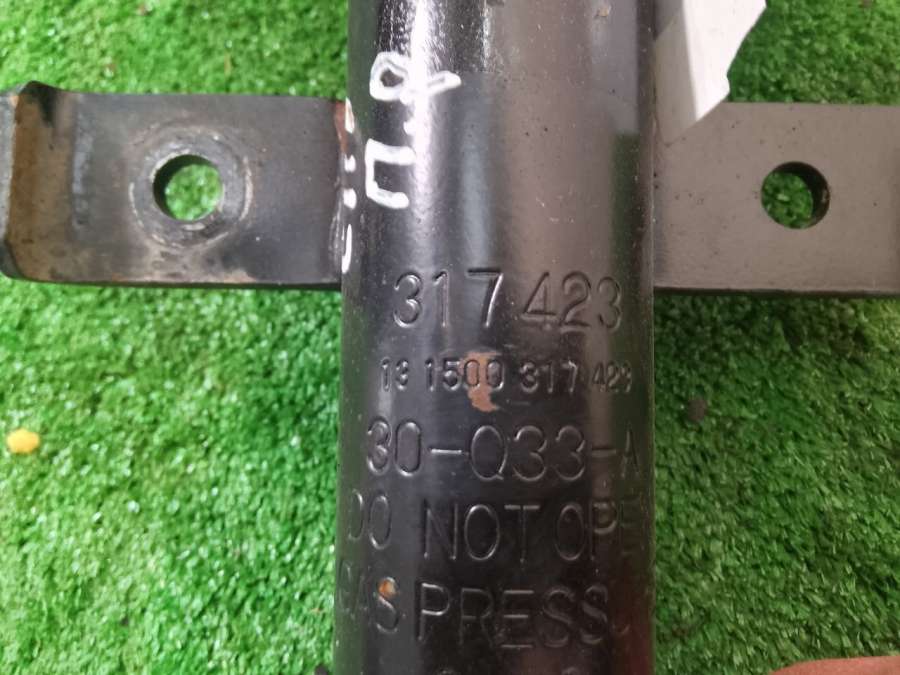 317 423
13 1500 317 423
30-Q33-A
DO NOT OPE
GAS PRESS